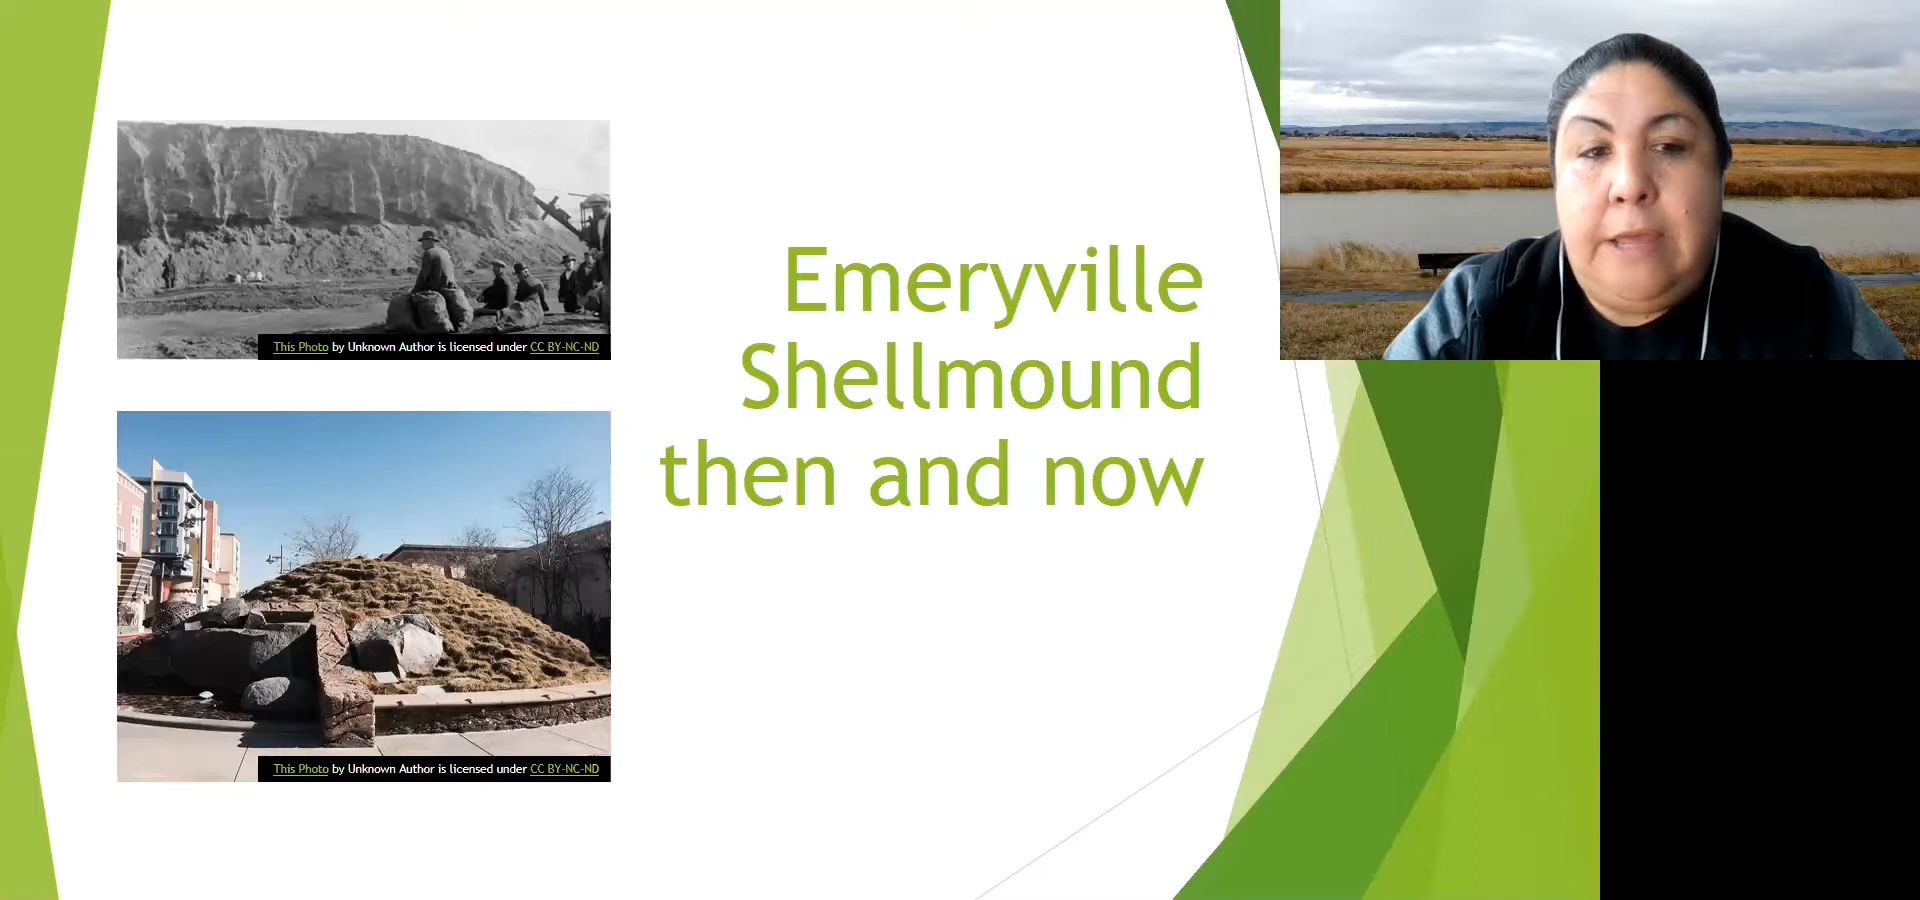 This Photo by Unknown Author is licensed under CC BY-NC-ND
Emeryville
Shellmound
then and now
This Photo by Unknown Author is licensed under CC BY-NC-ND